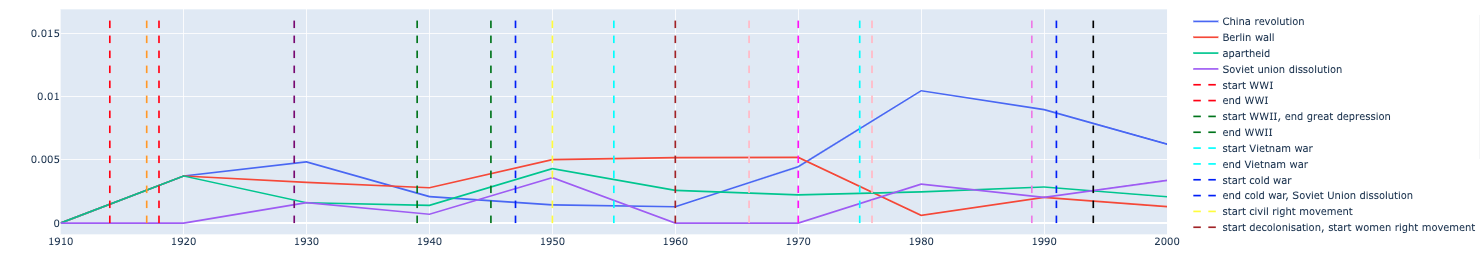 0.015
0.01
0.005
0
1910
1920
1930
1940
1950
1960
1970
1980
1990
2000
China revolution
Berlin wall
apartheid
Soviet union dissolution
start WWI
end WWI
start WWII, end great depression
end WWII
start Vietnam war
end Vietnam war
start cold war
end cold war, Soviet Union dissolution
start civil right movement
start decolonisation, start women right movement